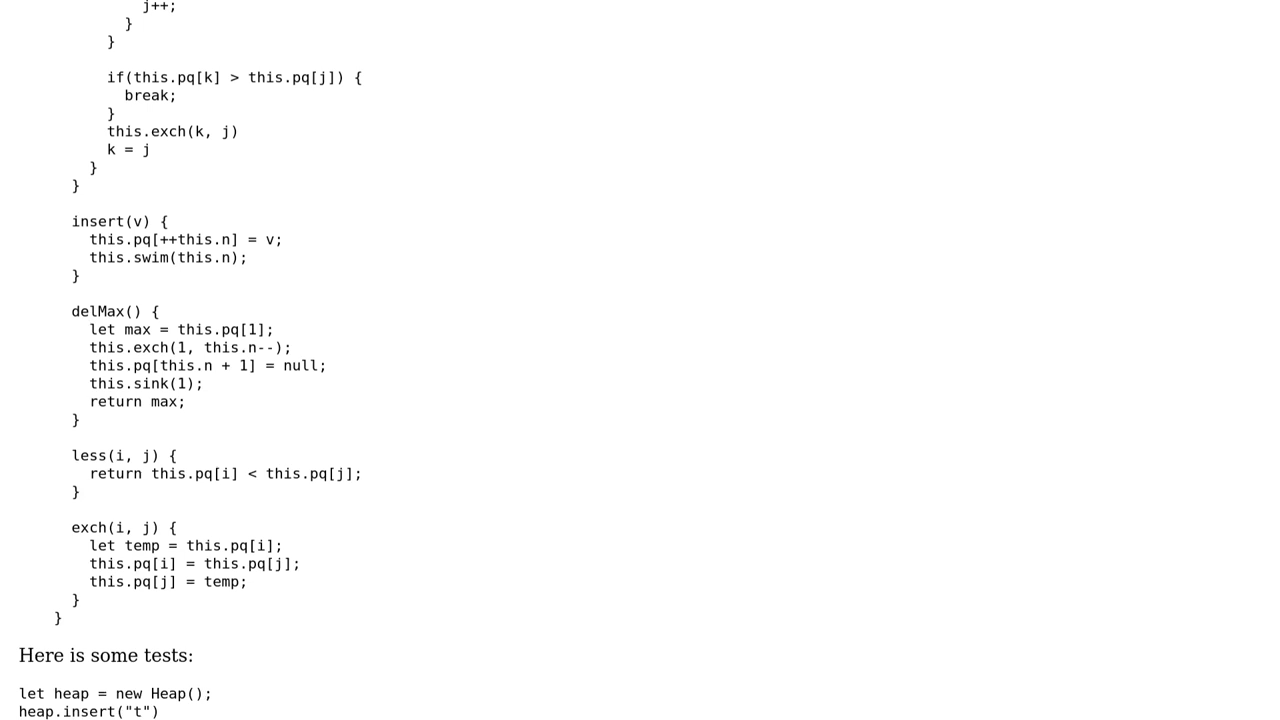 j++;
            }
          }

          if(this.pq[k] > this.pq[j]) {
            break;
          }
          this.exch(k, j)
          k = j
        }
      }

      insert(v) {
        this.pq[++this.n] = v;
        this.swim(this.n);
      }

      delMax() {
        let max = this.pq[1];
        this.exch(1, this.n--);
        this.pq[this.n + 1] = null;
        this.sink(1);
        return max;
      }

      less(i, j) {
        return this.pq[i] < this.pq[j];
      }

      exch(i, j) {
        let temp = this.pq[i];
        this.pq[i] = this.pq[j];
        this.pq[j] = temp;
      }
    }
Here is some tests:
let heap = new Heap();
heap.insert("t")